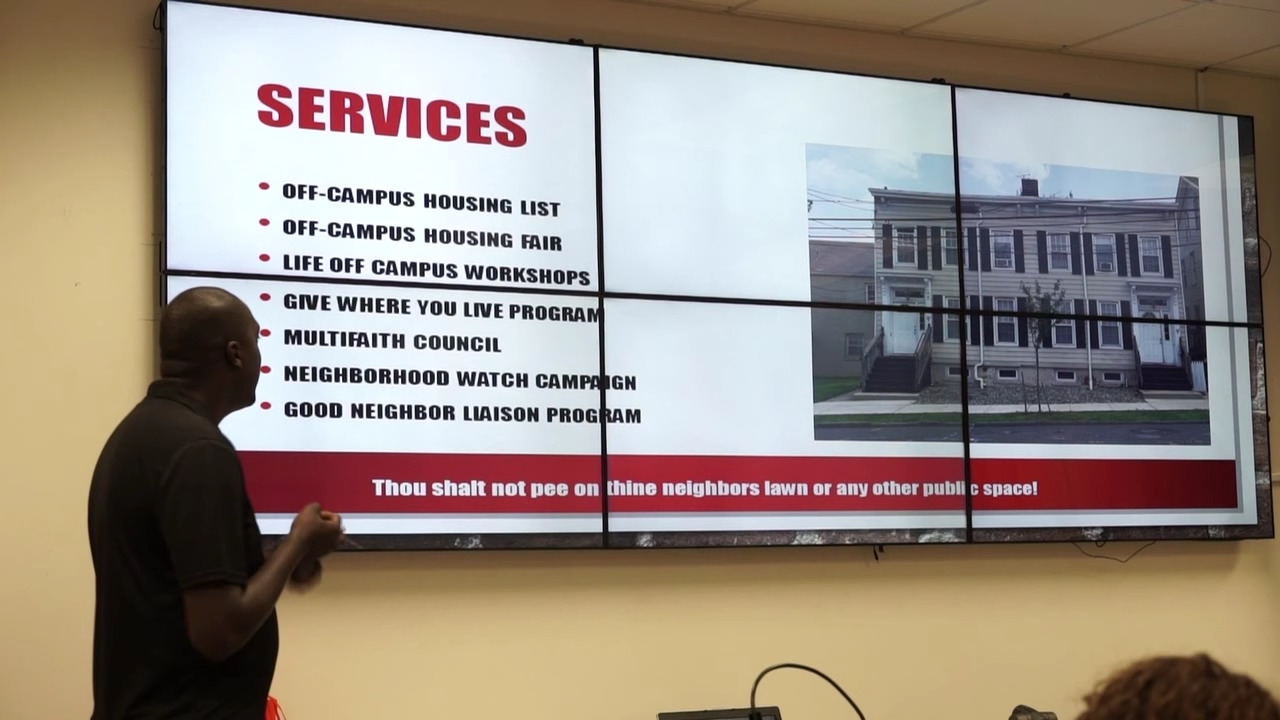 SERVICES
OFF-CAMPUS HOUSING LIST
OFF-CAMPUS HOUSING FAIR
LIFE OFF CAMPUS WORKSHOPS
GIVE WHERE YOU LIVE PROGRAM
MULTIFAITH COUNCIL
NEIGHBORHOOD WATCH CAMPAIGN
GOOD NEIGHBOR LIAISON PROGRAM
Thou shalt not pee on thine neighbors lawn or any other public space!